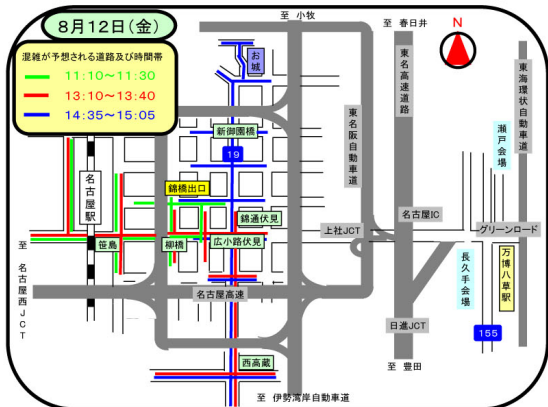 8月12日(金)
混雑が予想される道路及び時間帯
11:10～11:30
13:10～13:40
14:35～15:05
至 小牧
至 春日井
N
お城
東名高速道路
東名阪自動車道
東海環状自動車道
瀬戸会場
新御園橋
19
名古屋駅
錦橋出口
錦通伏見
名古屋IC
笹島
柳橋
広小路伏見
上社JCT
グリーンロード
至 名古屋西JCT
名古屋高速
長久手会場
万博八草駅
日進JCT
155
西高蔵
至 豊田
至 伊勢湾岸自動車道